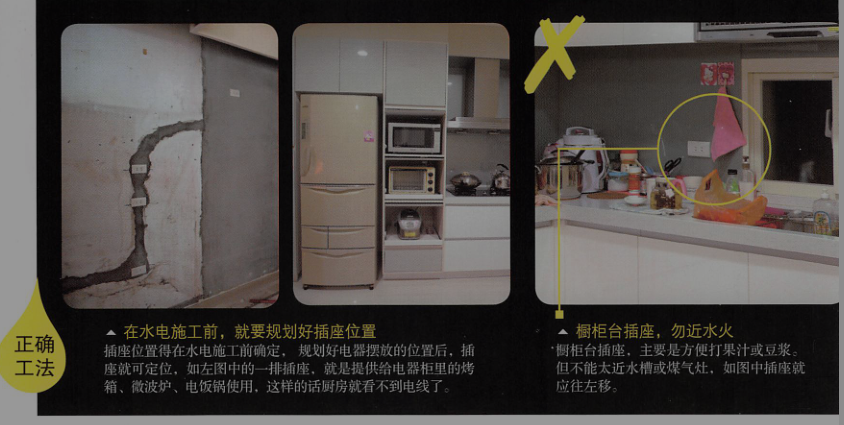 正确
工法
在水电施工前，就要规划好插座位置
插座位置得在水电施工前确定， 规划好电器摆放的位置后，插
座就可定位，如左图中的一排插座，就是提供给电器柜里的烤
箱、微波炉、电饭锅使用，这样的话厨房就看不到电线了。
橱柜台插座，勿近水火
橱柜台插座，主要是方便打果汁或豆浆。
但不能太近水槽或煤气灶，如图中插座就
应往左移。